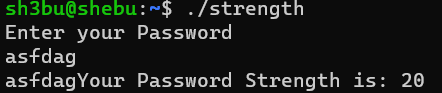 sh3bu@shebu:~$ ./strength
Enter your Password
asfdag
asfdagYour Password Strength is: 20